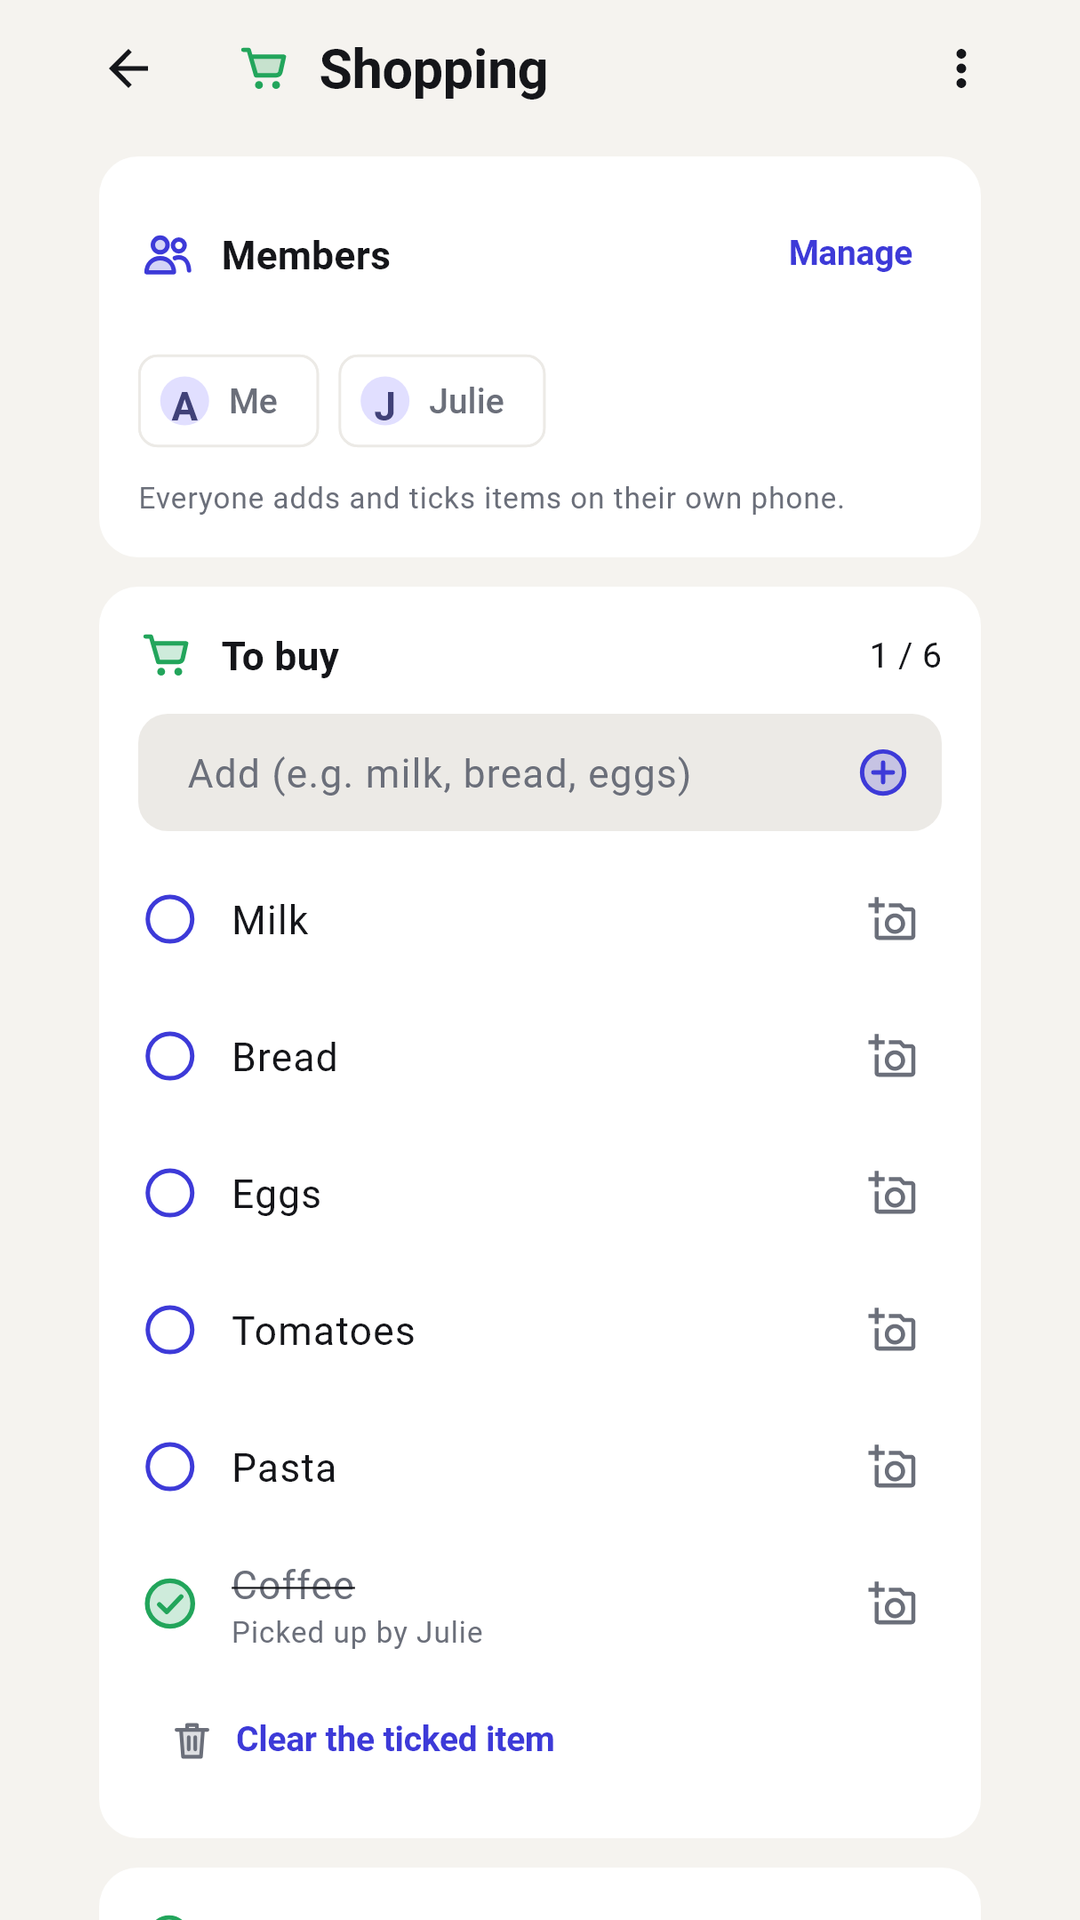 Shopping
Members
Manage
A Me
J Julie
Everyone adds and ticks items on their own phone.
To buy
1 / 6
Add (e.g. milk, bread, eggs)
Milk
Bread
Eggs
Tomatoes
Pasta
Coffee
Picked up by Julie
Clear the ticked item